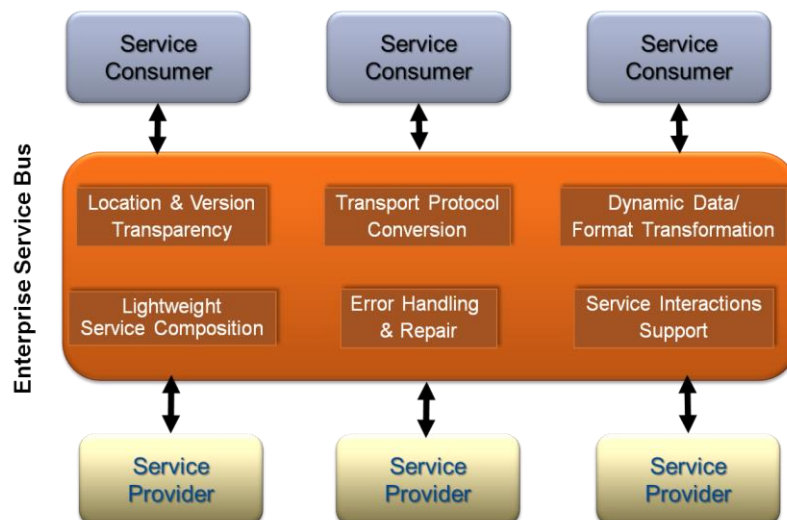 Service
Consumer
Service
Consumer
Service
Consumer
Enterprise Service Bus
Location & Version
Transparency
Transport Protocol
Conversion
Dynamic Data/
Format Transformation
Lightweight
Service Composition
Error Handling
& Repair
Service Interactions
Support
Service
Provider
Service
Provider
Service
Provider